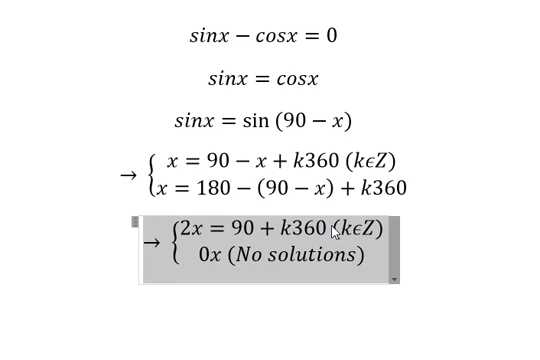 sinx − cosx = 0
sinx = cosx
sinx = sin (90 − x)
→ { x = 90 − x + k360 (kϵZ)
x = 180 − (90 − x) + k360
→ { 2x = 90 + k360 (kϵZ)
0x (No solutions)